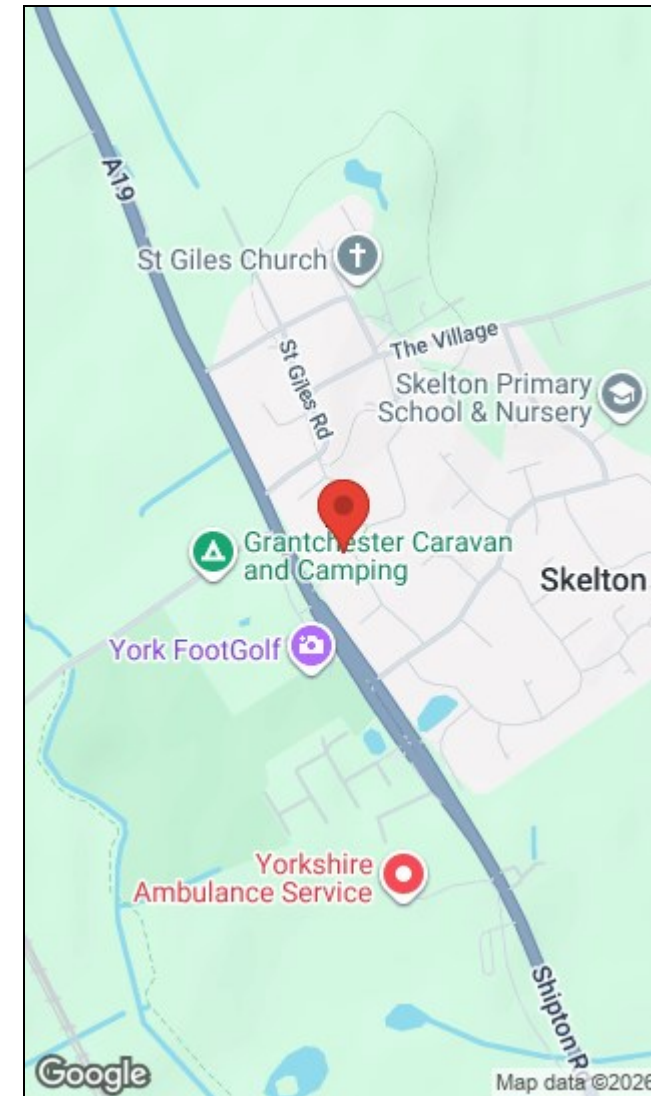 A19
St Giles Church
The Village
St Giles Rd
Skelton Primary
School & Nursery
Grantchester Caravan
and Camping
Skelton
York FootGolf
Yorkshire
Ambulance Service
Shipton R
Google
Map data ©2026